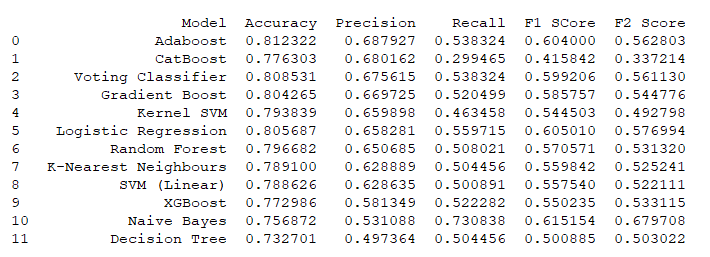 Model Accuracy Precision Recall F1 SCore F2 Score
0 Adaboost 0.812322 0.687927 0.538324 0.604000 0.562803
1 CatBoost 0.776303 0.680162 0.299465 0.415842 0.337214
2 Voting Classifier 0.808531 0.675615 0.538324 0.599206 0.561130
3 Gradient Boost 0.804265 0.669725 0.520499 0.585757 0.544776
4 Kernel SVM 0.793839 0.659898 0.463458 0.544503 0.492798
5 Logistic Regression 0.805687 0.658281 0.559715 0.605010 0.576994
6 Random Forest 0.796682 0.650685 0.508021 0.570571 0.531320
7 K-Nearest Neighbours 0.789100 0.628889 0.504456 0.559842 0.525241
8 SVM (Linear) 0.788626 0.628635 0.500891 0.557540 0.522111
9 XGBoost 0.772986 0.581349 0.522282 0.550235 0.533115
10 Naive Bayes 0.756872 0.531088 0.730838 0.615154 0.679708
11 Decision Tree 0.732701 0.497364 0.504456 0.500885 0.503022